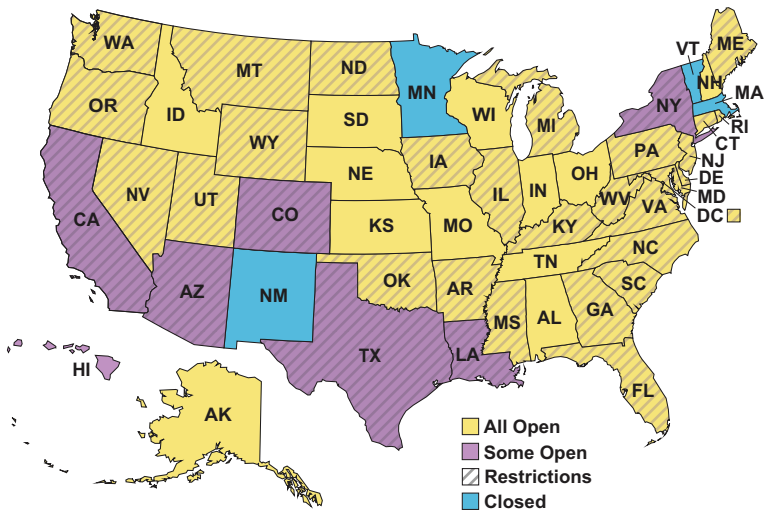 WA
MT
ND
MN
VT
ME
NH
MA
OR
ID
SD
WI
NY
RI
WY
MI
CT
PA
NJ
IA
NE
NV
UT
IL
IN
OH
DE
MD
WV
VA
DC
CA
CO
KS
MO
KY
NC
TN
AZ
NM
OK
AR
SC
MS
AL
GA
TX
LA
HI
FL
AK
All Open
Some Open
Restrictions
Closed